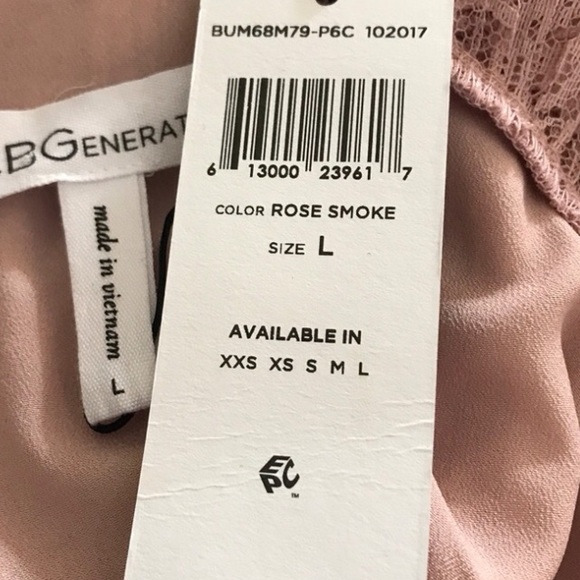 BUM68M79-P6C 102017
6 13000 23961 7
COLOR ROSE SMOKE
SIZE L
AVAILABLE IN
XXS XS S M L
EPC
TM
BGENERAT
made in vietnam
L